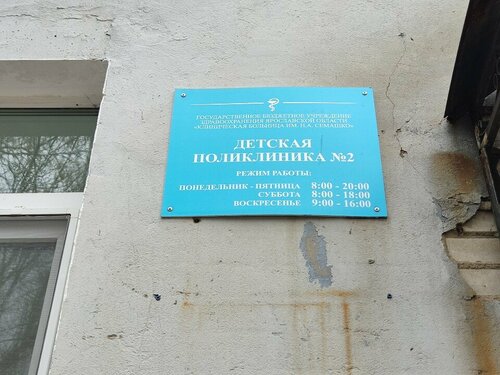 ГОСУДАРСТВЕННОЕ БЮДЖЕТНОЕ УЧРЕЖДЕНИЕ
ЗДРАВООХРАНЕНИЯ ЯРОСЛАВСКОЙ ОБЛАСТИ
«КЛИНИЧЕСКАЯ БОЛЬНИЦА ИМ. Н.А. СЕМАШКО»
ДЕТСКАЯ
ПОЛИКЛИНИКА №2
РЕЖИМ РАБОТЫ:
ПОНЕДЕЛЬНИК - ПЯТНИЦА 8:00 - 20:00
СУББОТА 8:00 - 18:00
ВОСКРЕСЕНЬЕ 9:00 - 16:00